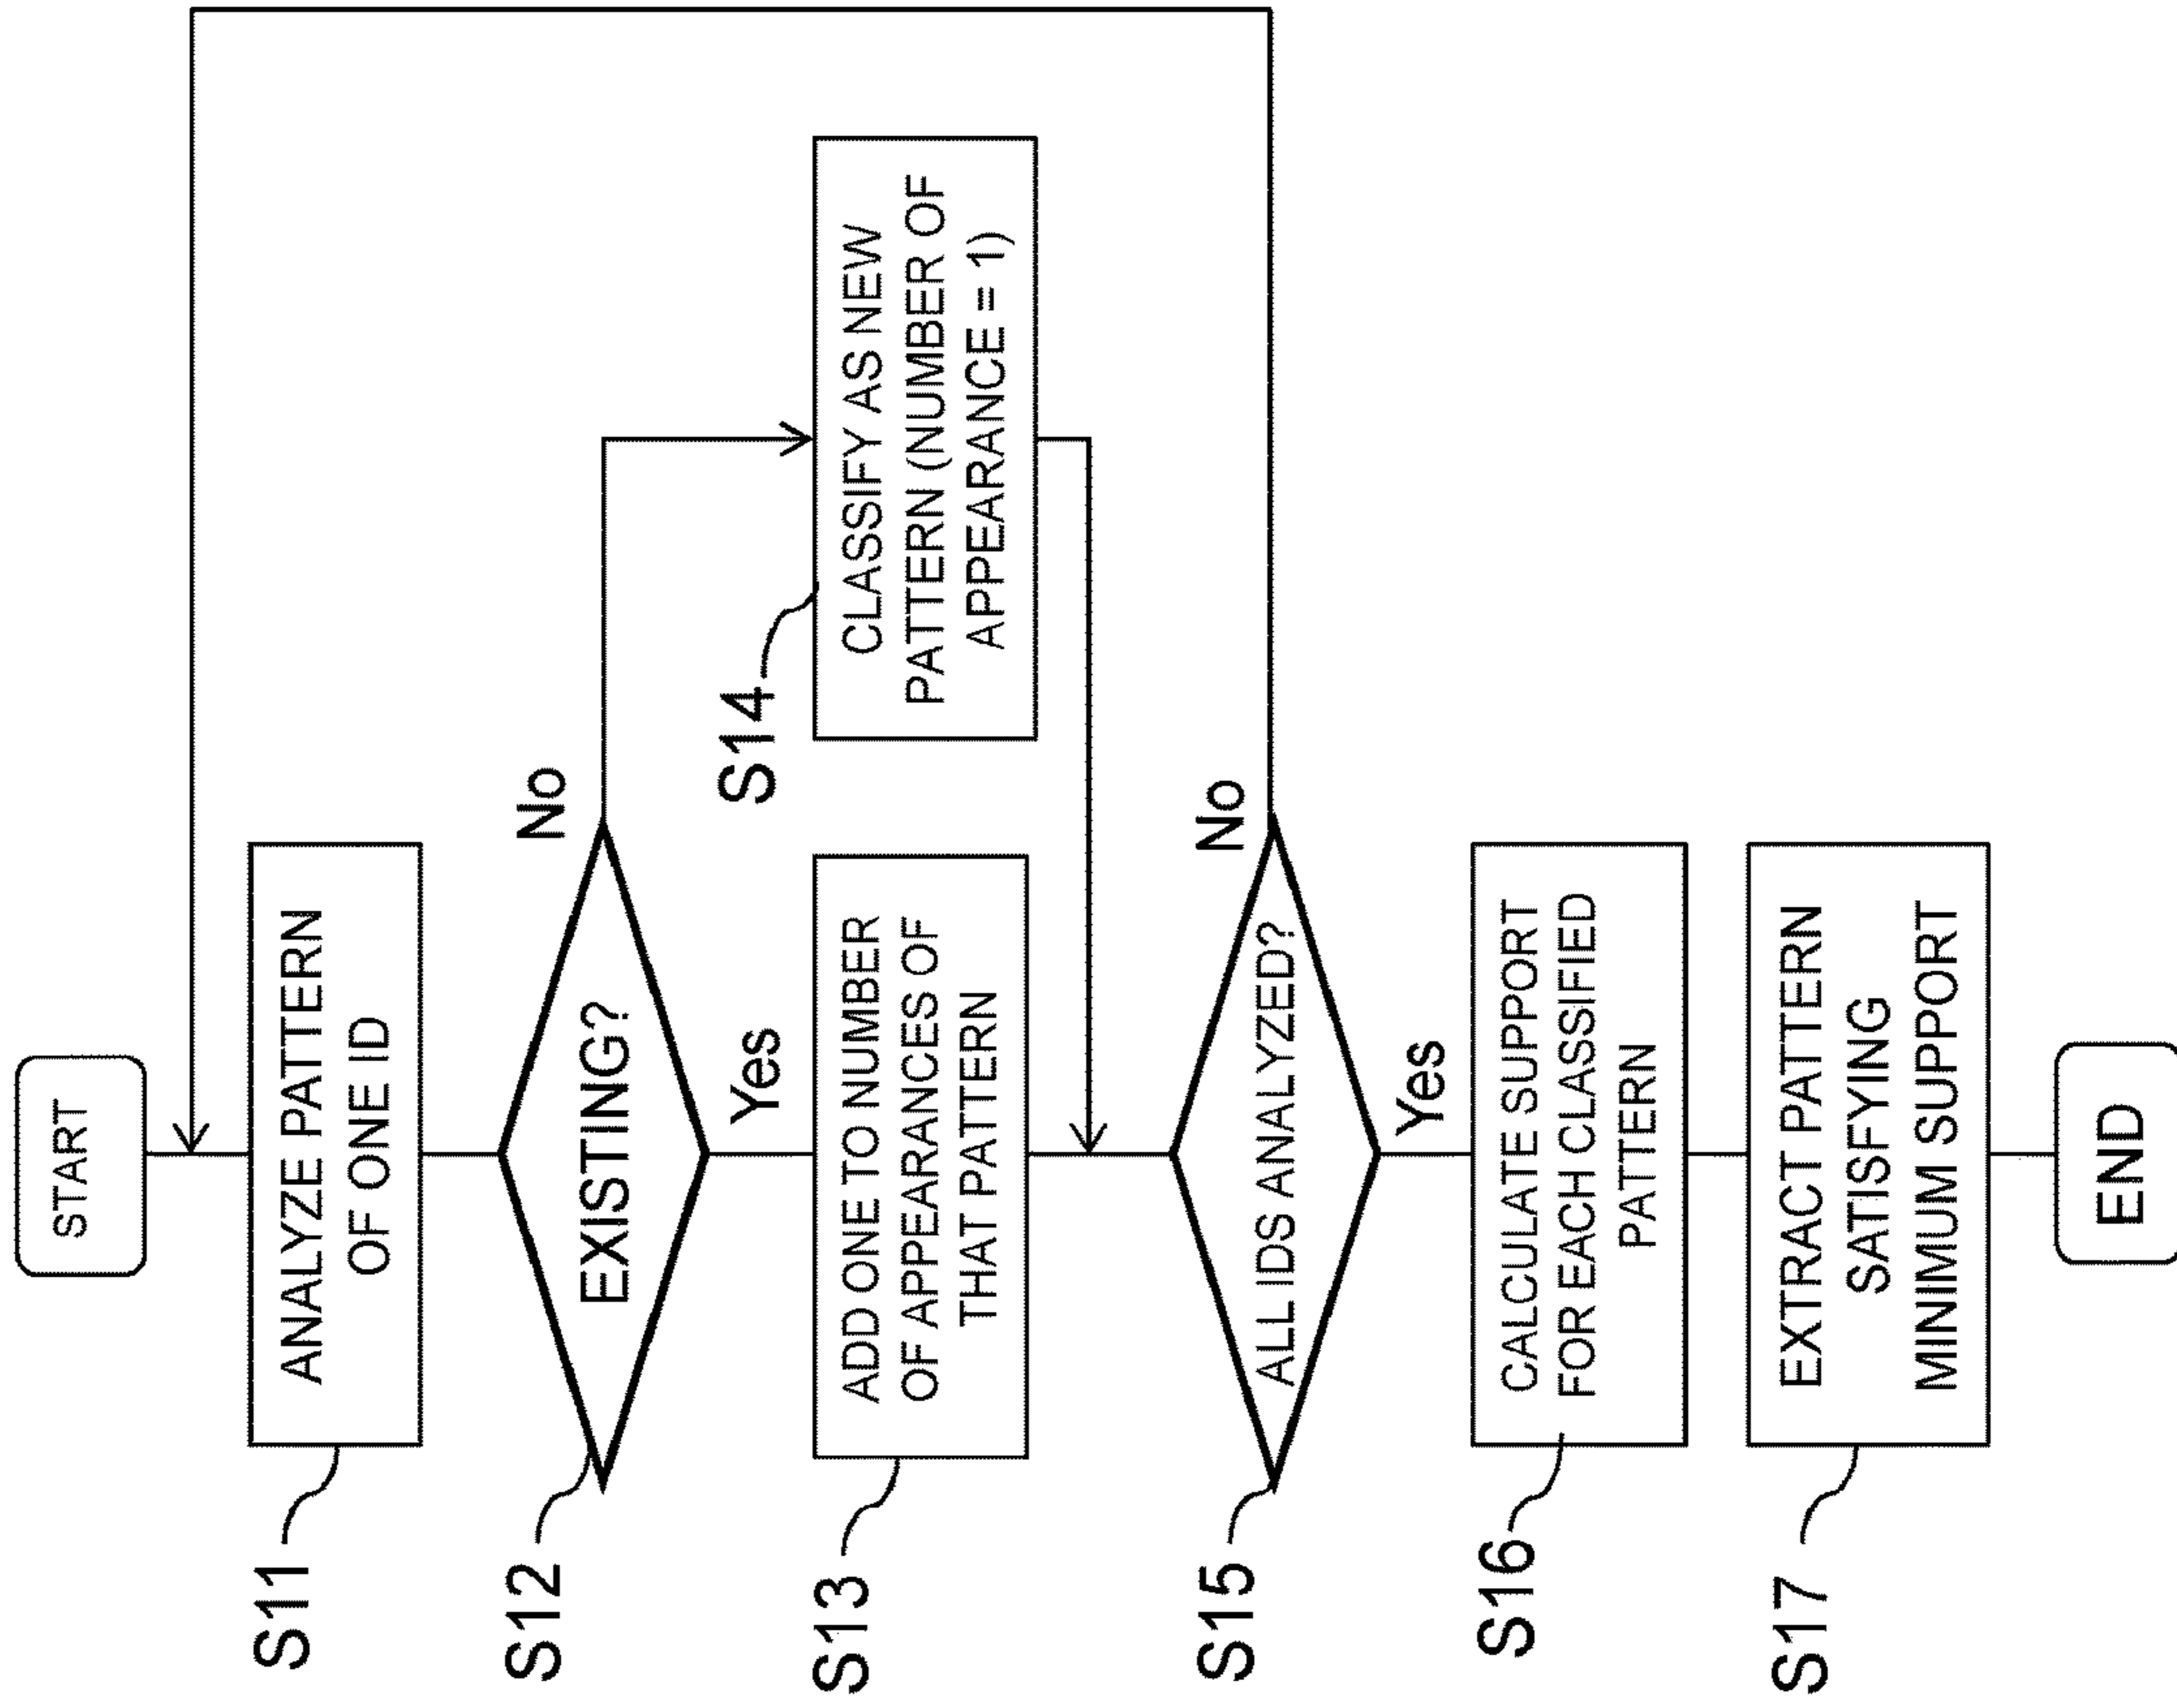 START
S11
ANALYZE PATTERN
OF ONE ID
S12
EXISTING?
No
Yes
S13
ADD ONE TO NUMBER
OF APPEARANCES OF
THAT PATTERN
S14
CLASSIFY AS NEW
PATTERN (NUMBER OF
APPEARANCE = 1)
S15
ALL IDS ANALYZED?
No
Yes
S16
CALCULATE SUPPORT
FOR EACH CLASSIFIED
PATTERN
S17
EXTRACT PATTERN
SATISFYING
MINIMUM SUPPORT
END